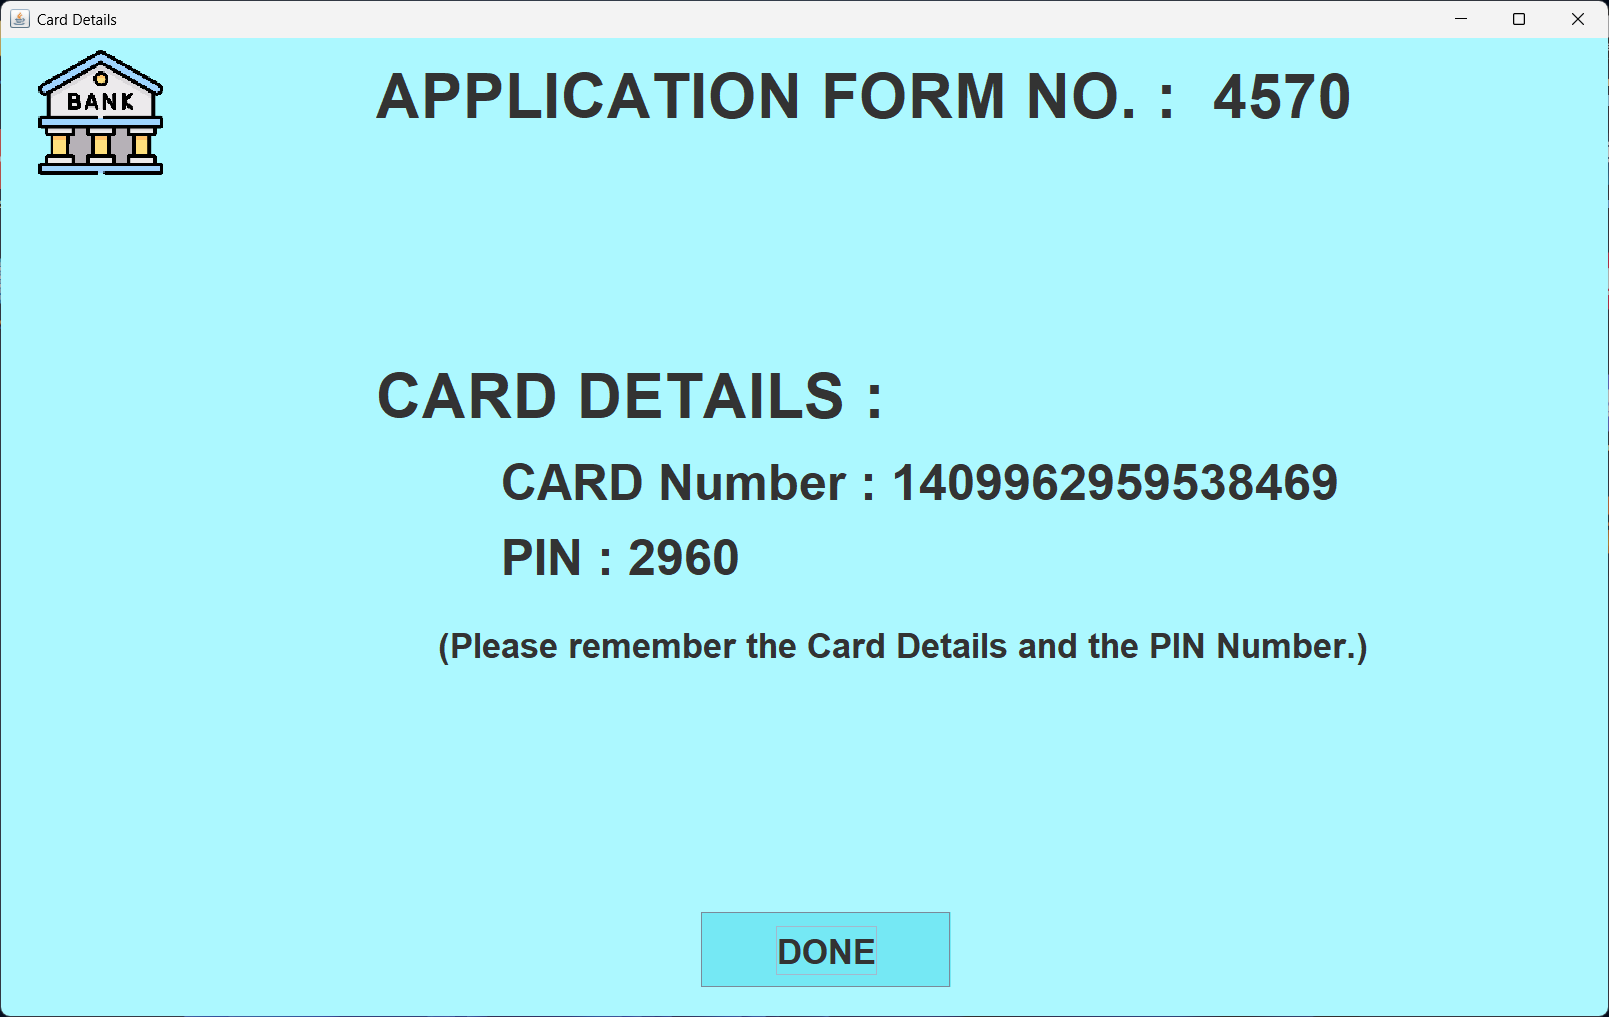 Card Details
BANK
APPLICATION FORM NO. : 4570
CARD DETAILS :
CARD Number : 1409962959538469
PIN : 2960
(Please remember the Card Details and the PIN Number.)
DONE